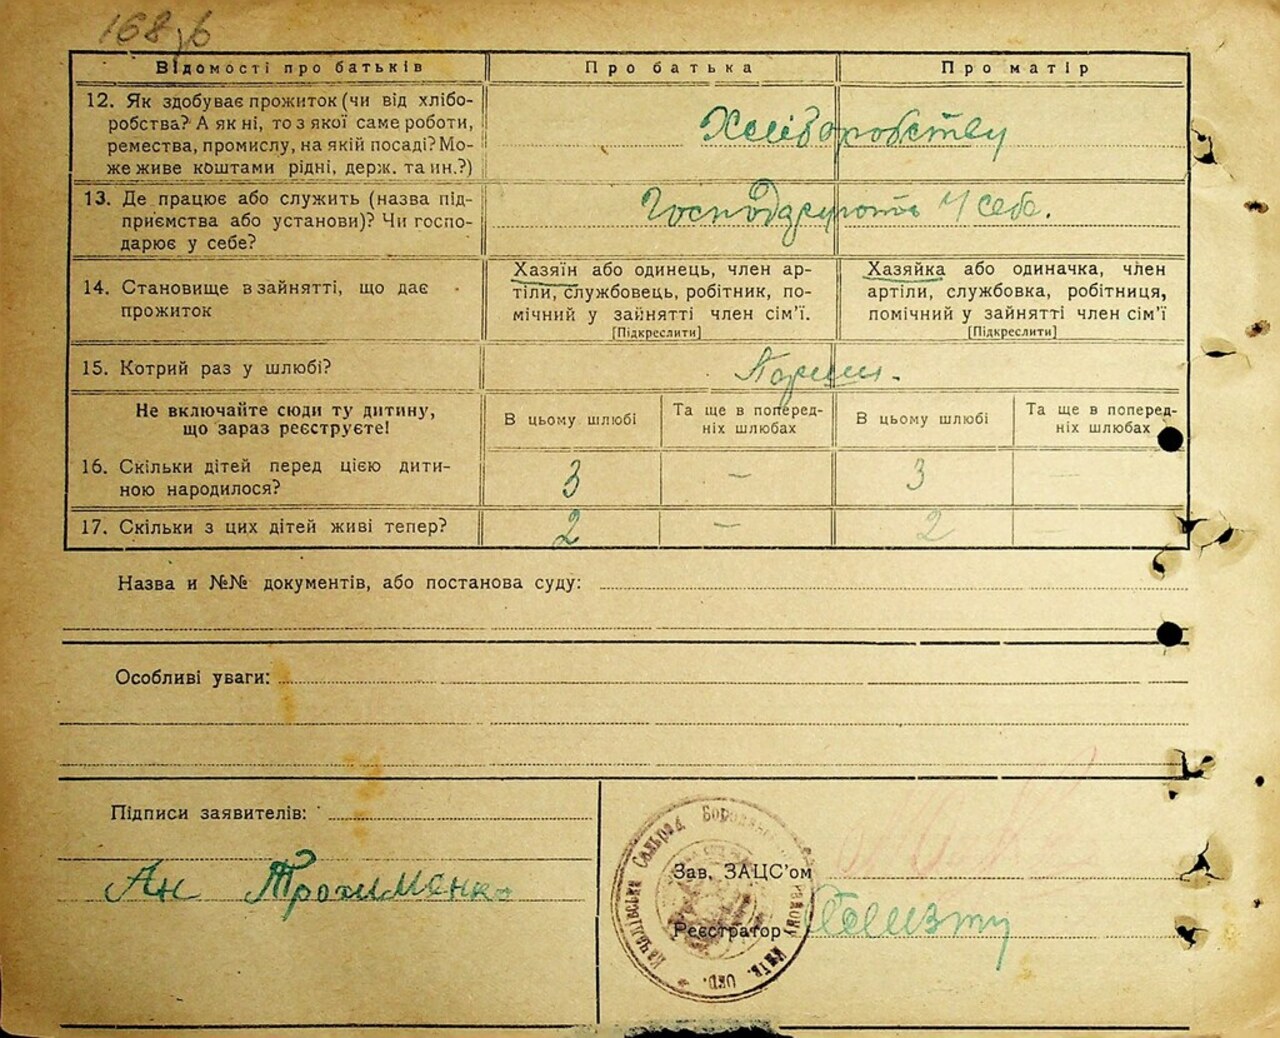 168 зв
Відомості про батьків Про батька Про матір
12. Як здобуває прожиток (чи від хлібо-
робства? А як ні, то з якої саме роботи,
ремества, промислу, на якій посаді? Мо-
же живе коштами рідні, держ. та ин.?)
Хліборобству
13. Де працює або служить (назва під-
приємства або установи)? Чи госпо-
дарює у себе?
Господарюють у себе.
14. Становище в зайнятті, що дає
прожиток
Хазяїн або одинець, член ар-
тіли, службовець, робітник, по-
мічний у зайнятті член сім'ї.
[Підкреслити]
Хазяйка або одиначка, член
артіли, службовка, робітниця,
помічний у зайнятті член сім'ї
[Підкреслити]
15. Котрий раз у шлюбі?
Не включайте сюди ту дитину,
що зараз реєструєте!
В цьому шлюбі
Та ще в поперед-
ніх шлюбах
В цьому шлюбі
Та ще в поперед-
ніх шлюбах
16. Скільки дітей перед цією дити-
ною народилося?
3 — 3 —
17. Скільки з цих дітей живі тепер?
2 — 2 —
Назва и №№ документів, або постанова суду:
Особливі уваги:
Підписи заявителів:
Ан Трохименко
Зав. ЗАЦС'ом
Реєстратор